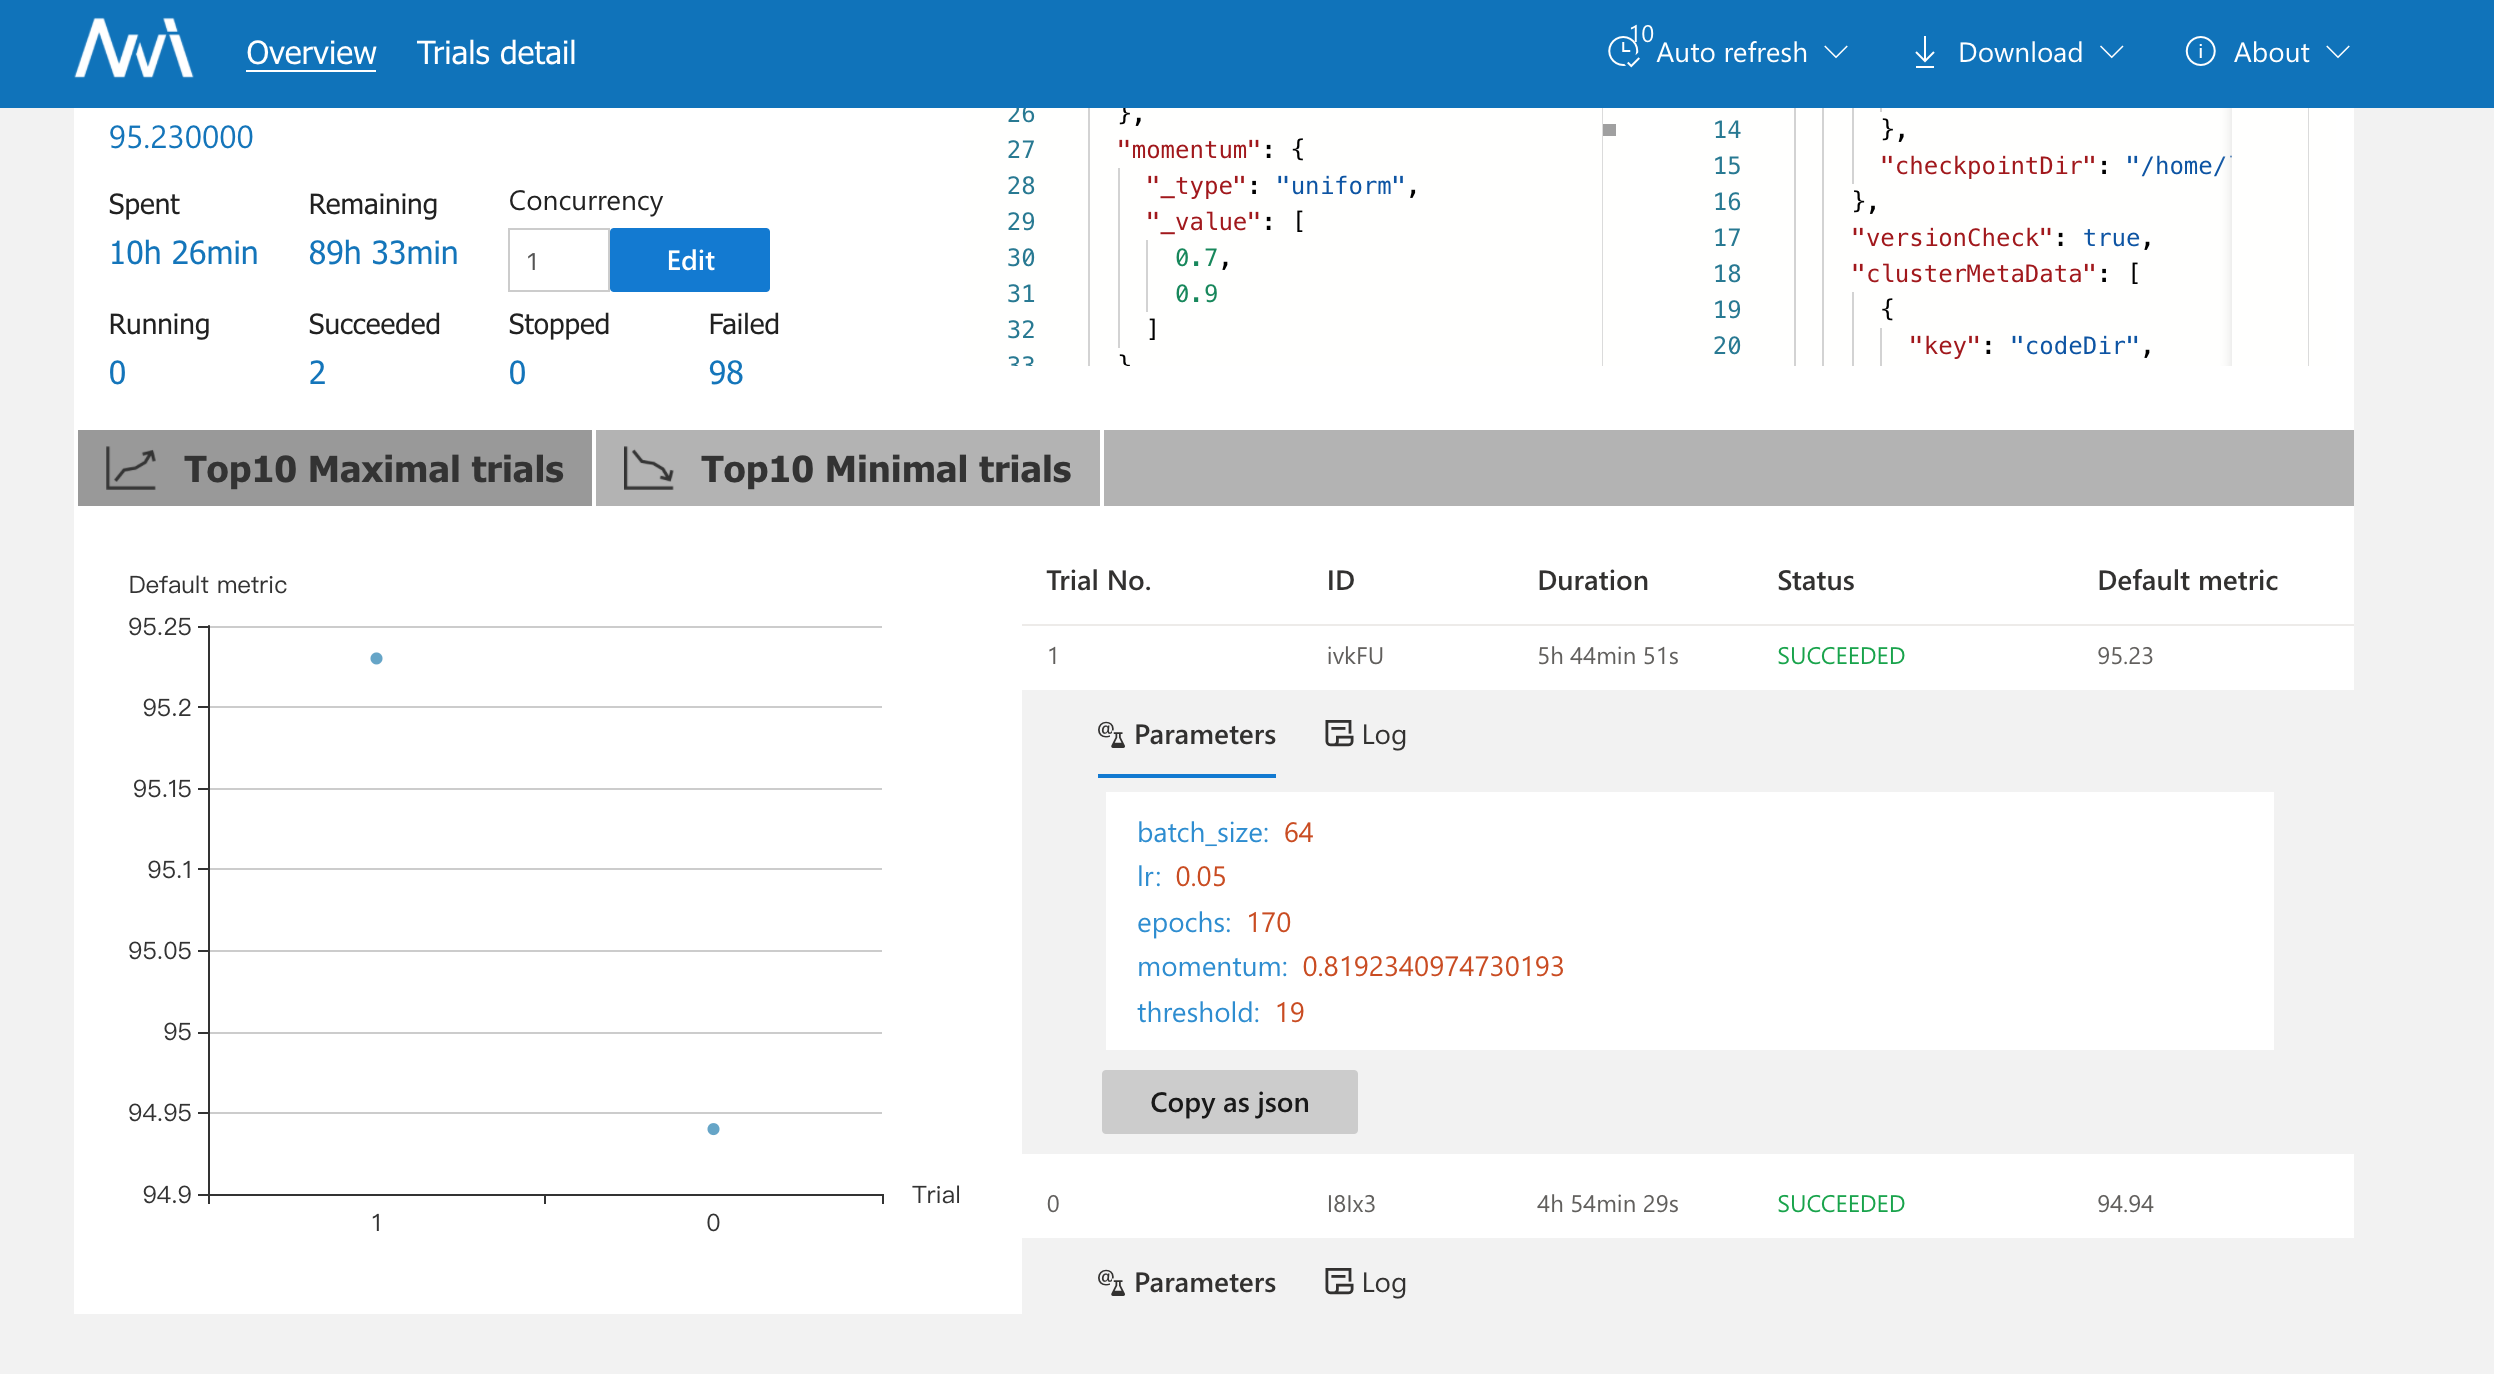 NNI Overview Trials detail 10 Auto refresh Download About
95.230000
Spent Remaining Concurrency
10h 26min 89h 33min 1 Edit
Running Succeeded Stopped Failed
0 2 0 98
26 },
27 "momentum": {
28 "_type": "uniform",
29 "_value": [
30 0.7,
31 0.9
32 ]
33 }
14 },
15 "checkpointDir": "/home/
16 },
17 "versionCheck": true,
18 "clusterMetaData": [
19 {
20 "key": "codeDir",
Top10 Maximal trials Top10 Minimal trials
Default metric
95.25
95.2
95.15
95.1
95.05
95
94.95
94.9
1 0
Trial
Trial No. ID Duration Status Default metric
1 ivkFU 5h 44min 51s SUCCEEDED 95.23
Parameters Log
batch_size: 64
lr: 0.05
epochs: 170
momentum: 0.8192340974730193
threshold: 19
Copy as json
0 I8Ix3 4h 54min 29s SUCCEEDED 94.94
Parameters Log